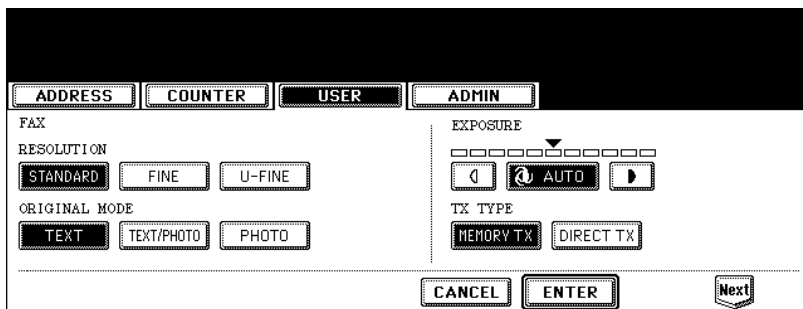 ADDRESS COUNTER USER ADMIN
FAX
RESOLUTION
STANDARD FINE U-FINE
ORIGINAL MODE
TEXT TEXT/PHOTO PHOTO
EXPOSURE
AUTO
TX TYPE
MEMORY TX DIRECT TX
CANCEL ENTER Next